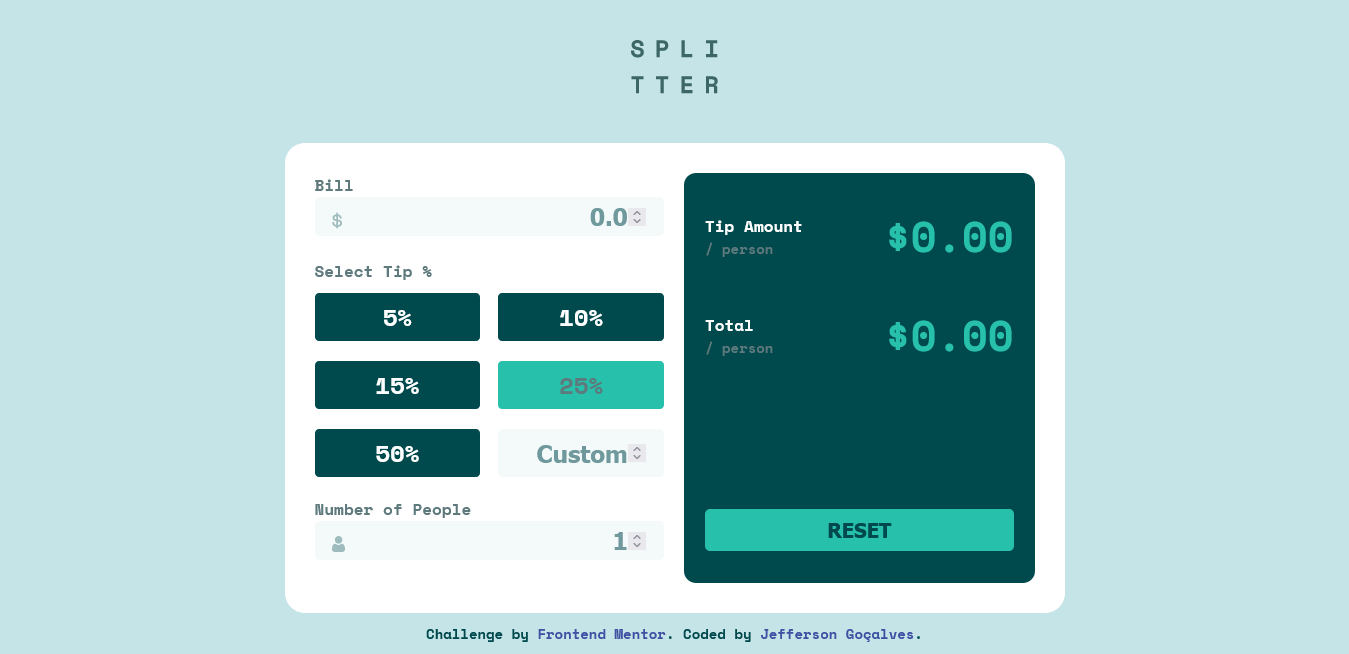 SPLI
TTER
Bill
$ 0.0
Select Tip %
5% 10%
15% 25%
50% Custom
Number of People
1
Tip Amount
/ person
$0.00
Total
/ person
$0.00
RESET
Challenge by Frontend Mentor. Coded by Jefferson Goçalves.